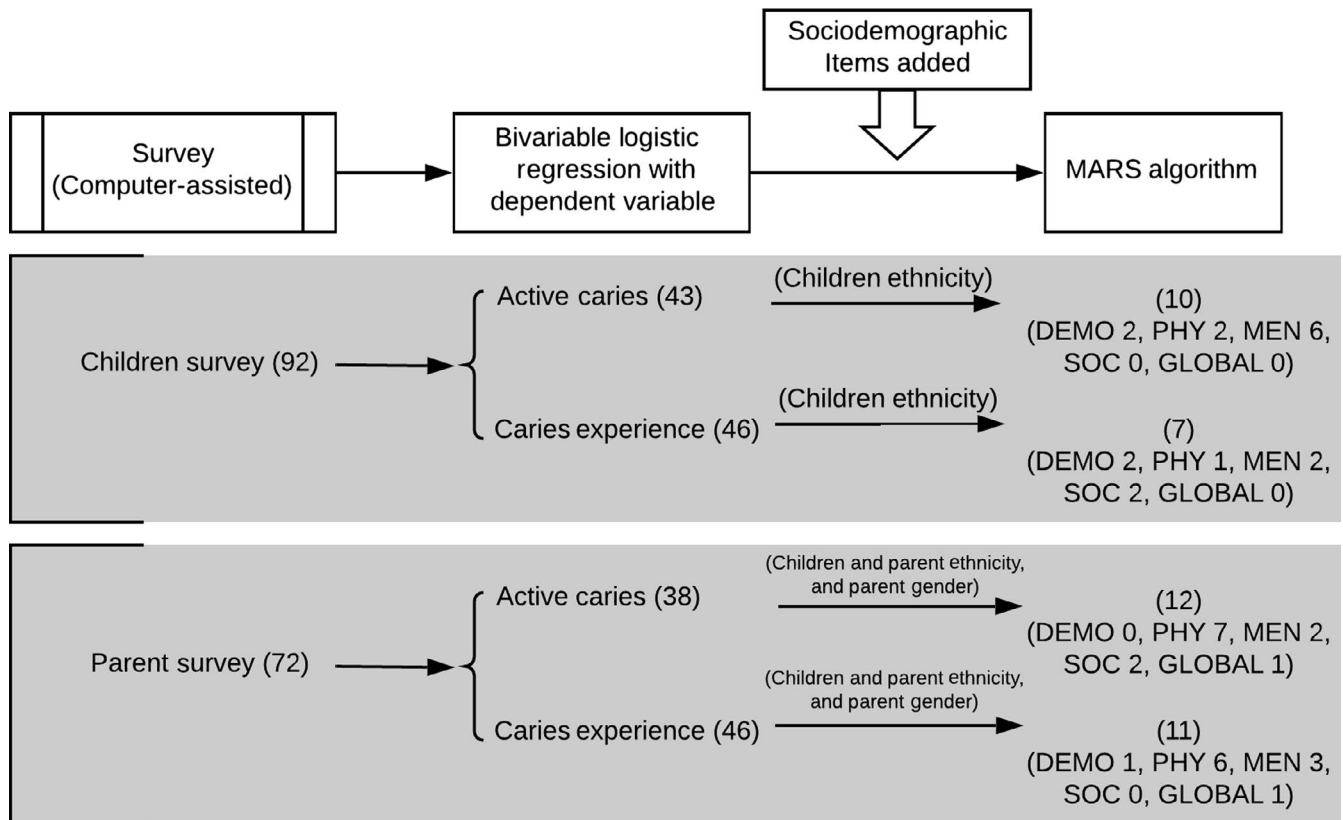 Sociodemographic
Items added
Survey
(Computer-assisted)
Bivariable logistic
regression with
dependent variable
MARS algorithm
Children survey (92)
Active caries (43)
(Children ethnicity)
(10)
(DEMO 2, PHY 2, MEN 6,
SOC 0, GLOBAL 0)
Caries experience (46)
(Children ethnicity)
(7)
(DEMO 2, PHY 1, MEN 2,
SOC 2, GLOBAL 0)
Parent survey (72)
Active caries (38)
(Children and parent ethnicity,
and parent gender)
(12)
(DEMO 0, PHY 7, MEN 2,
SOC 2, GLOBAL 1)
Caries experience (46)
(Children and parent ethnicity,
and parent gender)
(11)
(DEMO 1, PHY 6, MEN 3,
SOC 0, GLOBAL 1)